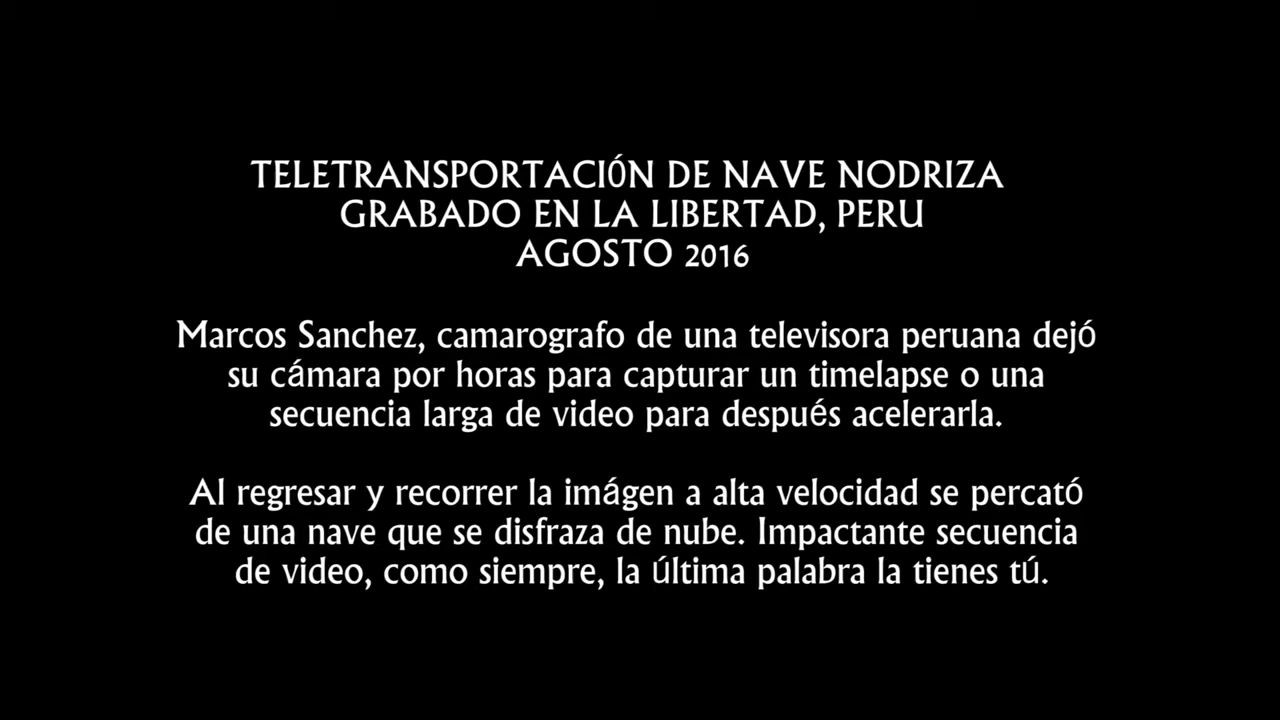 TELETRANSPORTACIÓN DE NAVE NODRIZA
GRABADO EN LA LIBERTAD, PERU
AGOSTO 2016
Marcos Sanchez, camarografo de una televisora peruana dejó
su cámara por horas para capturar un timelapse o una
secuencia larga de video para después acelerarla.
Al regresar y recorrer la imágen a alta velocidad se percató
de una nave que se disfraza de nube. Impactante secuencia
de video, como siempre, la última palabra la tienes tú.